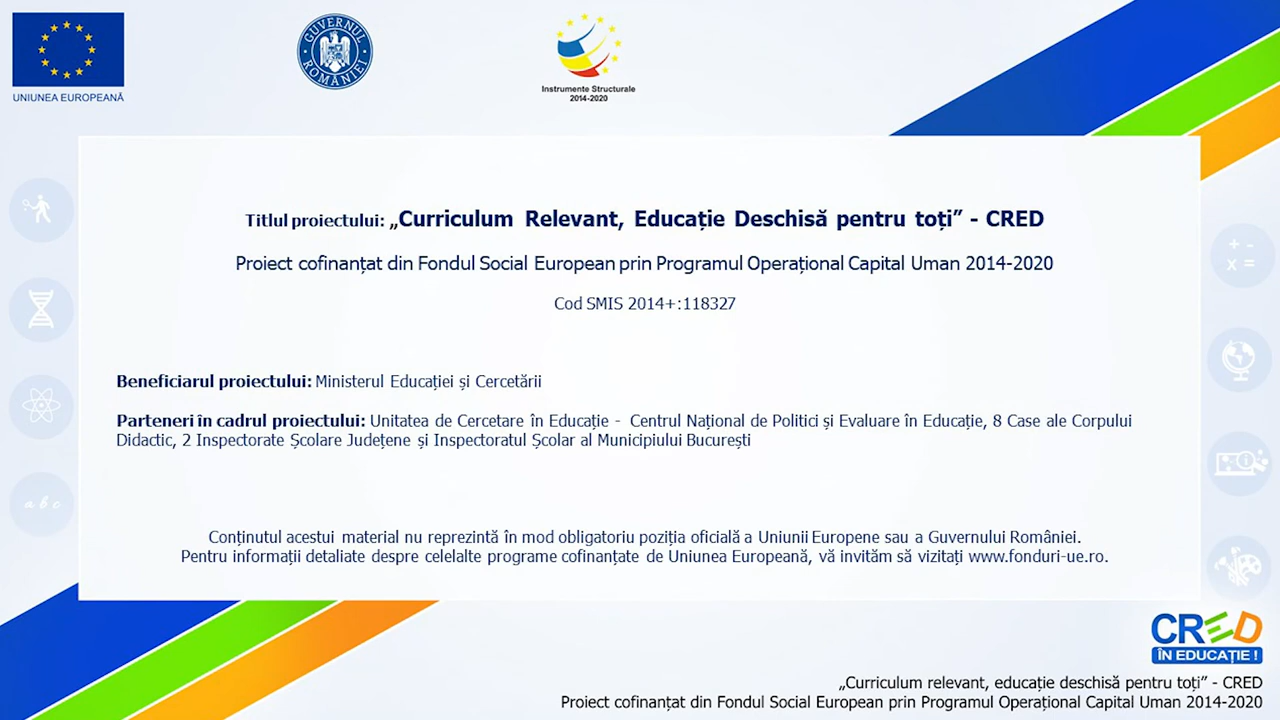 UNIUNEA EUROPEANĂ
GUVERNUL ROMÂNIEI
Instrumente Structurale
2014-2020
Titlul proiectului: „Curriculum Relevant, Educație Deschisă pentru toți” - CRED
Proiect cofinanțat din Fondul Social European prin Programul Operațional Capital Uman 2014-2020
Cod SMIS 2014+:118327
Beneficiarul proiectului: Ministerul Educației și Cercetării
Parteneri în cadrul proiectului: Unitatea de Cercetare în Educație - Centrul Național de Politici și Evaluare în Educație, 8 Case ale Corpului
Didactic, 2 Inspectorate Școlare Județene și Inspectoratul Școlar al Municipiului București
a b c
+ -
x =
Conținutul acestui material nu reprezintă în mod obligatoriu poziția oficială a Uniunii Europene sau a Guvernului României.
Pentru informații detaliate despre celelalte programe cofinanțate de Uniunea Europeană, vă invităm să vizitați www.fonduri-ue.ro.
CRED
ÎN EDUCAȚIE !
„Curriculum relevant, educație deschisă pentru toți” - CRED
Proiect cofinanțat din Fondul Social European prin Programul Operațional Capital Uman 2014-2020